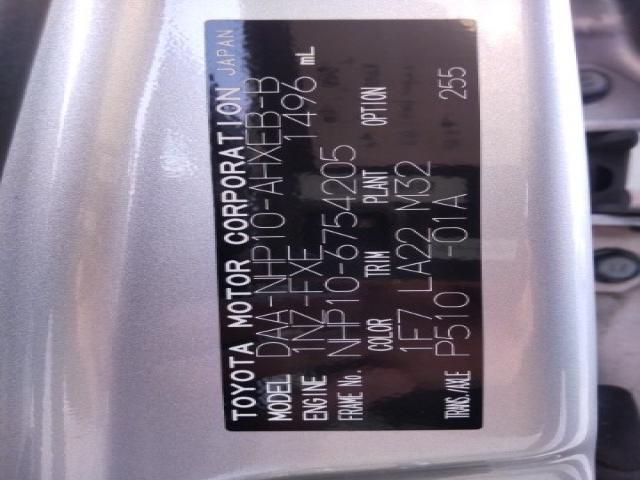 TOYOTA MOTOR CORPORATION JAPAN
MODEL DAA-NHP10-AHXEB-B
ENGINE 1NZ-FXE 1496 mL
FRAME No. NHP10-6754205
COLOR TRIM PLANT OPTION
1F7 LA22 M32
TRANS./AXLE P510 -01A 255